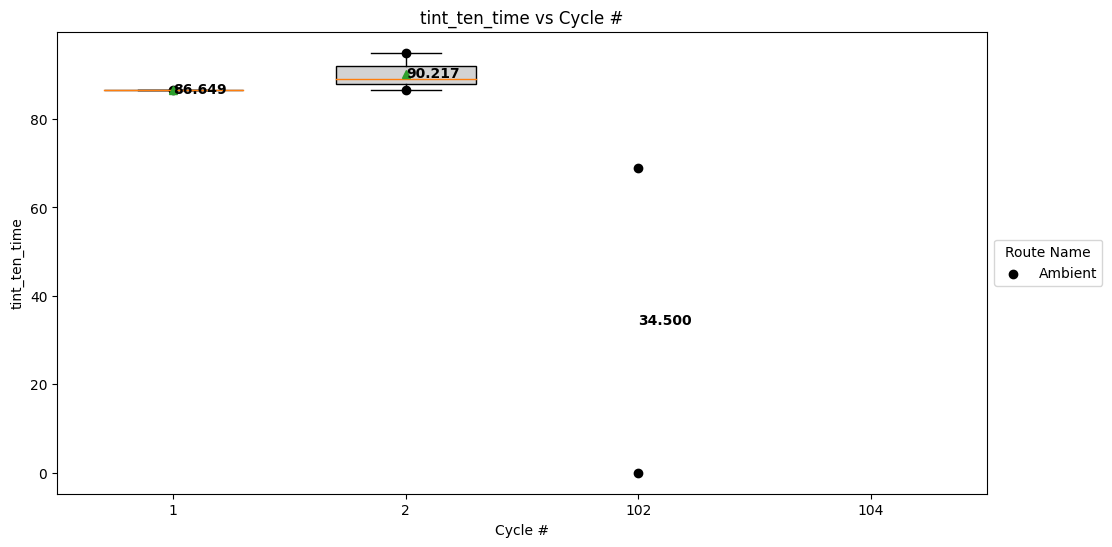 tint_ten_time vs Cycle #
86.649
90.217
34.500
80
60
40
20
0
tint_ten_time
1 2 102 104
Cycle #
Route Name
Ambient